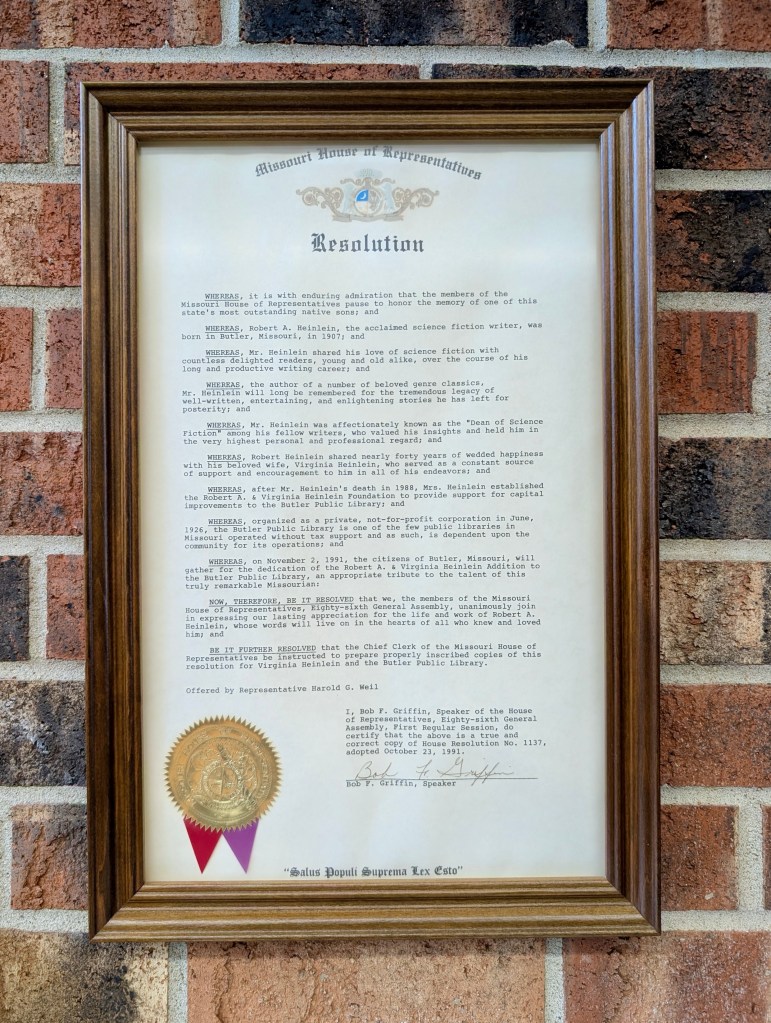 Missouri House of Representatives
Resolution
WHEREAS, it is with enduring admiration that the members of the
Missouri House of Representatives pause to honor the memory of one of this
state's most outstanding native sons; and
WHEREAS, Robert A. Heinlein, the acclaimed science fiction writer, was
born in Butler, Missouri, in 1907; and
WHEREAS, Mr. Heinlein shared his love of science fiction with
countless delighted readers, young and old alike, over the course of his
long and productive writing career; and
WHEREAS, the author of a number of beloved genre classics,
Mr. Heinlein will long be remembered for the tremendous legacy of
well-written, entertaining, and enlightening stories he has left for
posterity; and
WHEREAS, Mr. Heinlein was affectionately known as the "Dean of Science
Fiction" among his fellow writers, who valued his insights and held him in
the very highest personal and professional regard; and
WHEREAS, Robert Heinlein shared nearly forty years of wedded happiness
with his beloved wife, Virginia Heinlein, who served as a constant source
of support and encouragement to him in all of his endeavors; and
WHEREAS, after Mr. Heinlein's death in 1988, Mrs. Heinlein established
the Robert A. & Virginia Heinlein Foundation to provide support for capital
improvements to the Butler Public Library; and
WHEREAS, organized as a private, not-for-profit corporation in June,
1926, the Butler Public Library is one of the few public libraries in
Missouri operated without tax support and as such, is dependent upon the
community for its operations; and
WHEREAS, on November 2, 1991, the citizens of Butler, Missouri, will
gather for the dedication of the Robert A. & Virginia Heinlein Addition to
the Butler Public Library, an appropriate tribute to the talent of this
truly remarkable Missourian:
NOW, THEREFORE, BE IT RESOLVED that we, the members of the Missouri
House of Representatives, Eighty-sixth General Assembly, unanimously join
in expressing our lasting appreciation for the life and work of Robert A.
Heinlein, whose words will live on in the hearts of all who knew and loved
him; and
BE IT FURTHER RESOLVED that the Chief Clerk of the Missouri House of
Representatives be instructed to prepare properly inscribed copies of this
resolution for Virginia Heinlein and the Butler Public Library.
Offered by Representative Harold G. Weil
I, Bob F. Griffin, Speaker of the House
of Representatives, Eighty-sixth General
Assembly, First Regular Session, do
certify that the above is a true and
correct copy of House Resolution No. 1137,
adopted October 23, 1991.
Bob F. Griffin
Bob F. Griffin, Speaker
"Salus Populi Suprema Lex Esto"